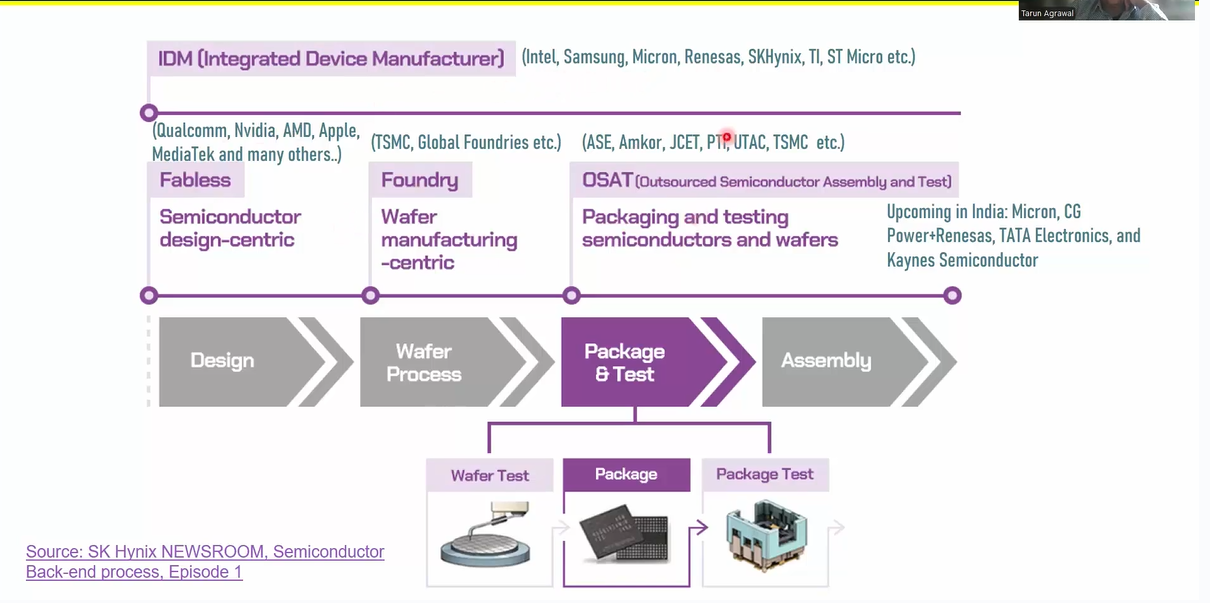 Tarun Agrawal
IDM (Integrated Device Manufacturer) (Intel, Samsung, Micron, Renesas, SKHynix, TI, ST Micro etc.)
(Qualcomm, Nvidia, AMD, Apple,
MediaTek and many others..)
(TSMC, Global Foundries etc.)
(ASE, Amkor, JCET, PTI, UTAC, TSMC etc.)
Fabless
Semiconductor
design-centric
Foundry
Wafer
manufacturing
-centric
OSAT (Outsourced Semiconductor Assembly and Test)
Packaging and testing
semiconductors and wafers
Upcoming in India: Micron, CG
Power+Renesas, TATA Electronics, and
Kaynes Semiconductor
Design
Wafer
Process
Package
& Test
Assembly
Wafer Test
Package
Package Test
Source: SK Hynix NEWSROOM, Semiconductor
Back-end process, Episode 1